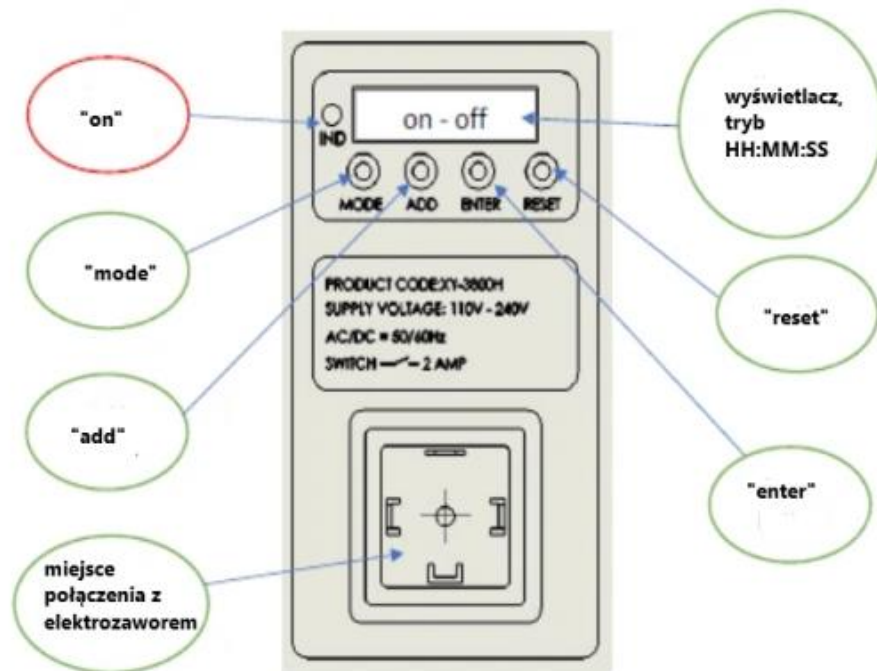 "on"
on - off
wyświetlacz,
tryb
HH:MM:SS
IND
MODE ADD ENTER RESET
"mode"
PRODUCT CODE:XY-3800H
SUPPLY VOLTAGE: 110V - 240V
AC/DC = 50/60Hz
SWITCH 2 AMP
"reset"
"add"
"enter"
miejsce
połączenia z
elektrozaworem